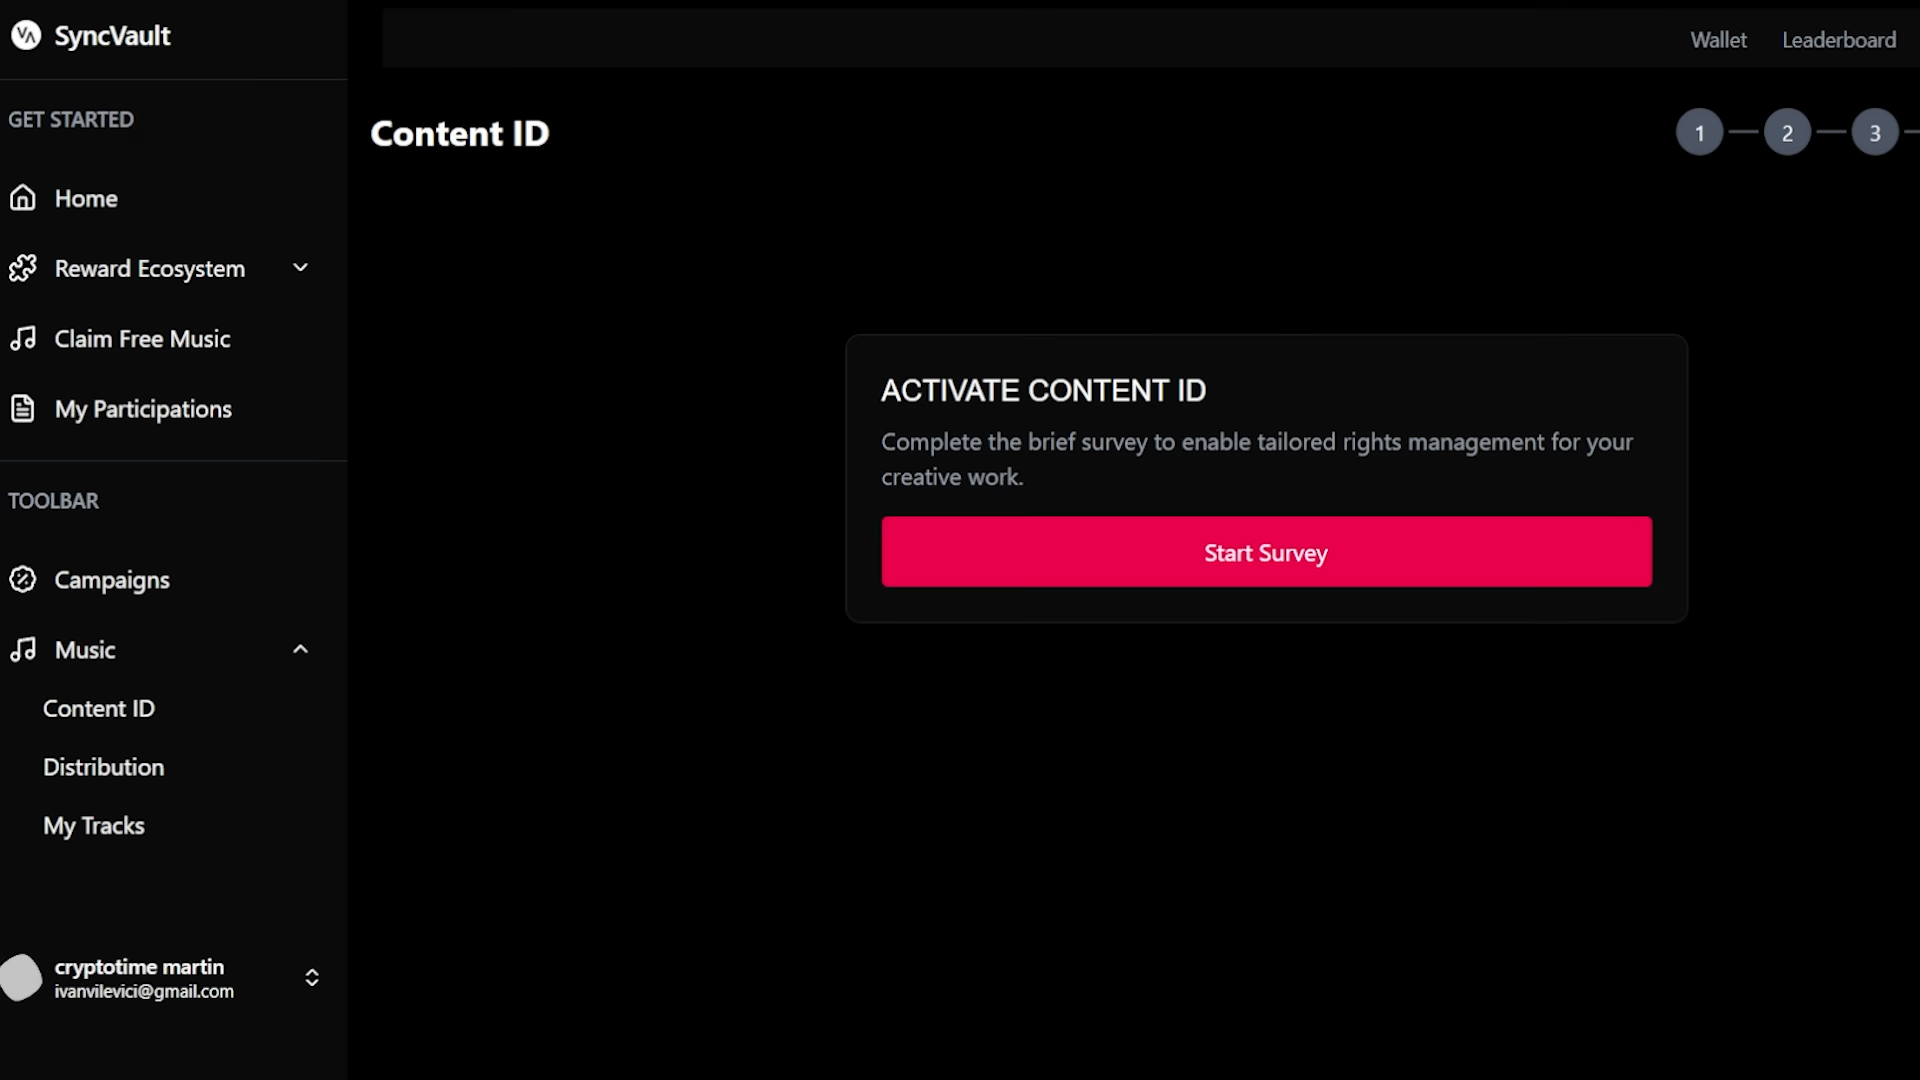 SyncVault
Wallet
Leaderboard
GET STARTED
Content ID
1
2
3
Home
Reward Ecosystem
Claim Free Music
My Participations
ACTIVATE CONTENT ID
Complete the brief survey to enable tailored rights management for your
creative work.
Start Survey
TOOLBAR
Campaigns
Music
Content ID
Distribution
My Tracks
cryptotime martin
ivanvilevici@gmail.com